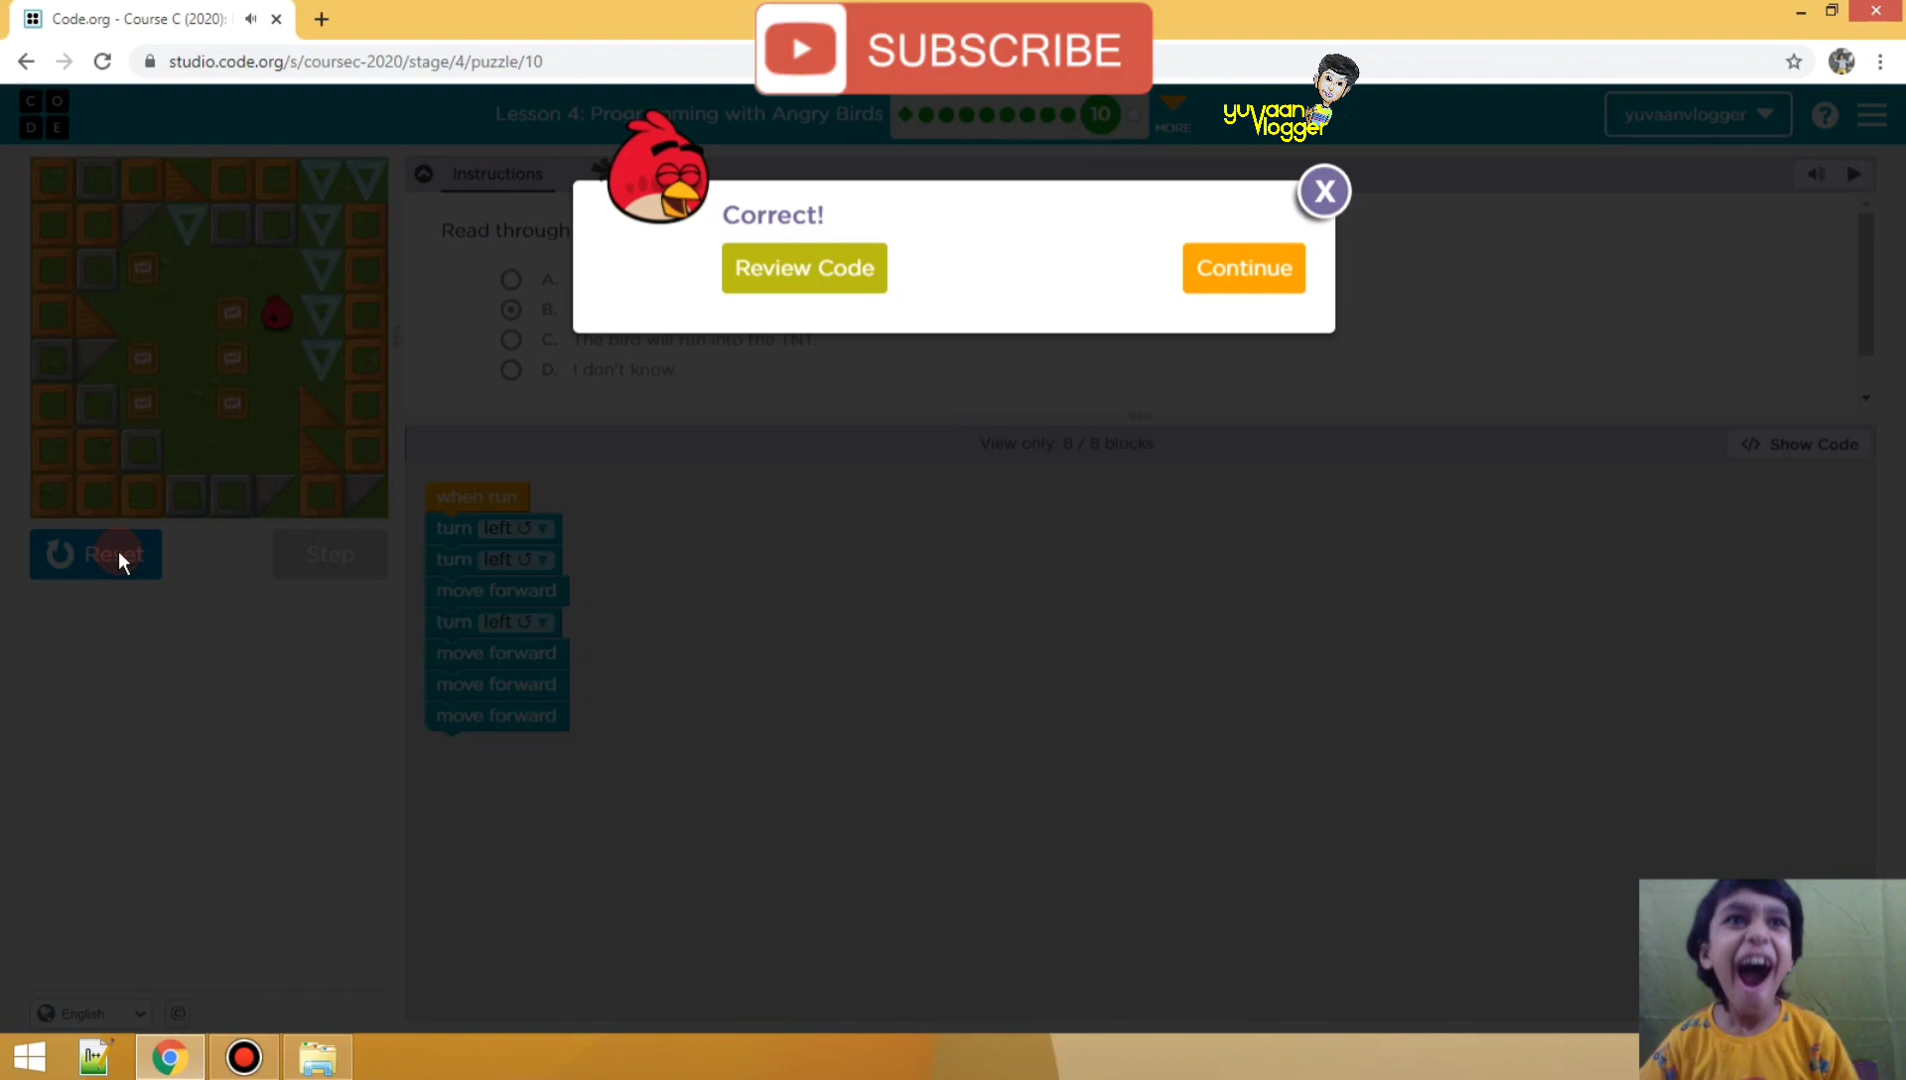 Code.org - Course C (2020):
studio.code.org/s/coursec-2020/stage/4/puzzle/10
SUBSCRIBE
C O
D E
Lesson 4: Programming with Angry Birds
10
MORE
yuvaan
Vlogger
yuvaanvlogger
?
Instructions
Correct!
X
Read through
Review Code
Continue
A.
B.
C. The bird will run into the TNT.
D. I don't know.
View only: 8 / 8 blocks
Show Code
when run
turn left
turn left
move forward
turn left
move forward
move forward
move forward
Reset
Step
English